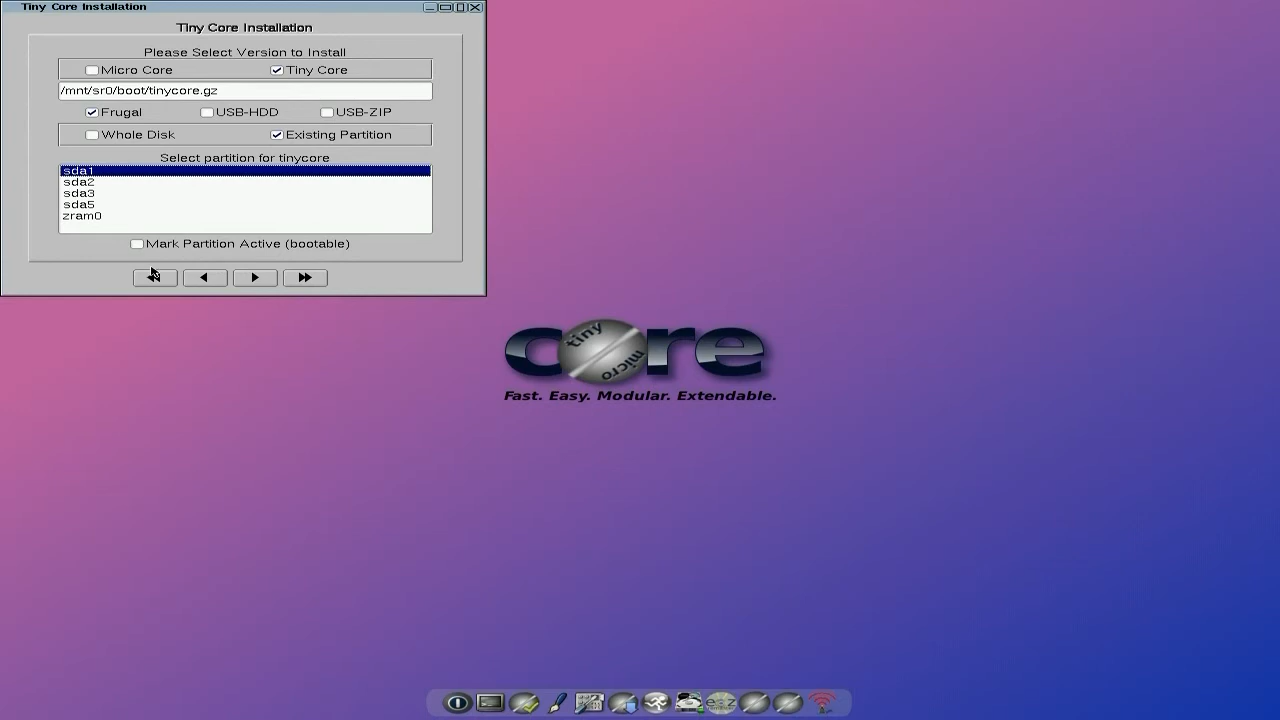 Tiny Core Installation
Tiny Core Installation
Please Select Version to Install
Micro Core Tiny Core
/mnt/sr0/boot/tinycore.gz
Frugal USB-HDD USB-ZIP
Whole Disk Existing Partition
Select partition for tinycore
sda1
sda2
sda3
sda5
zram0
Mark Partition Active (bootable)
core
tiny
micro
Fast. Easy. Modular. Extendable.